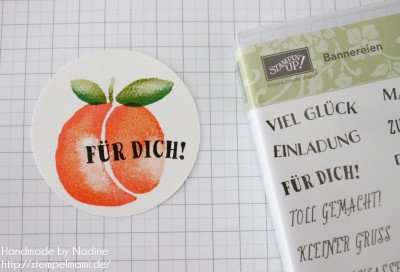 FÜR DICH!
STAMPIN' UP!
Bannereien
VIEL GLÜCK
EINLADUNG
FÜR DICH!
TOLL GEMACHT!
KLEINER GRUSS
Handmade by Nadine
http://stempelmami.de/